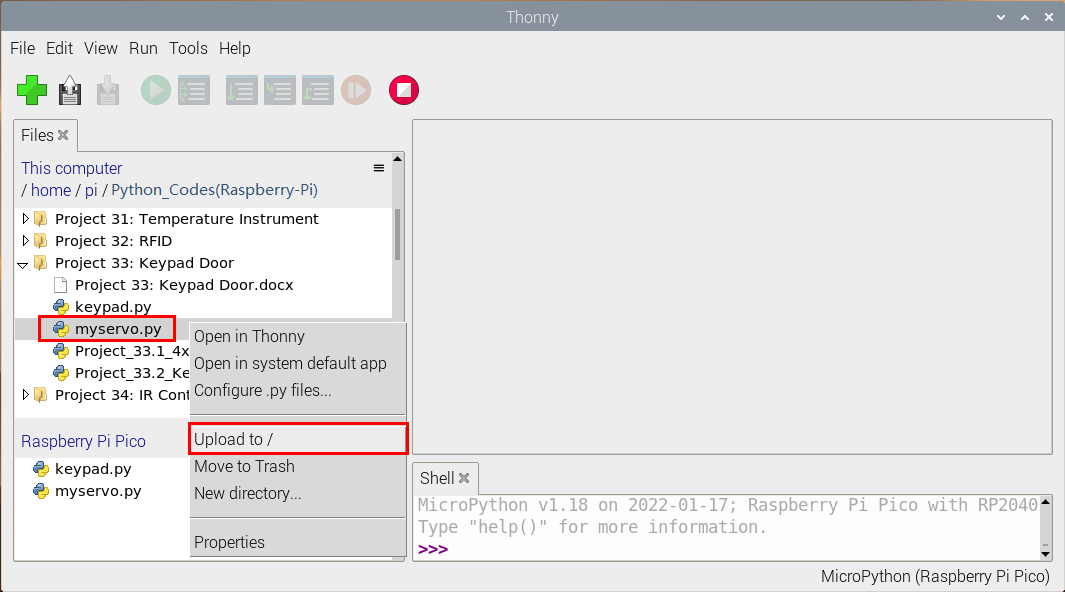 Thonny
File Edit View Run Tools Help
Files
This computer
/ home / pi / Python_Codes(Raspberry-Pi)
Project 31: Temperature Instrument
Project 32: RFID
Project 33: Keypad Door
Project 33: Keypad Door.docx
keypad.py
myservo.py
Project_33.1_4x
Project_33.2_Ke
Project 34: IR Cont
Open in Thonny
Open in system default app
Configure .py files...
Upload to /
Move to Trash
New directory...
Properties
Raspberry Pi Pico
keypad.py
myservo.py
Shell
MicroPython v1.18 on 2022-01-17; Raspberry Pi Pico with RP2040
Type "help()" for more information.
>>>
MicroPython (Raspberry Pi Pico)